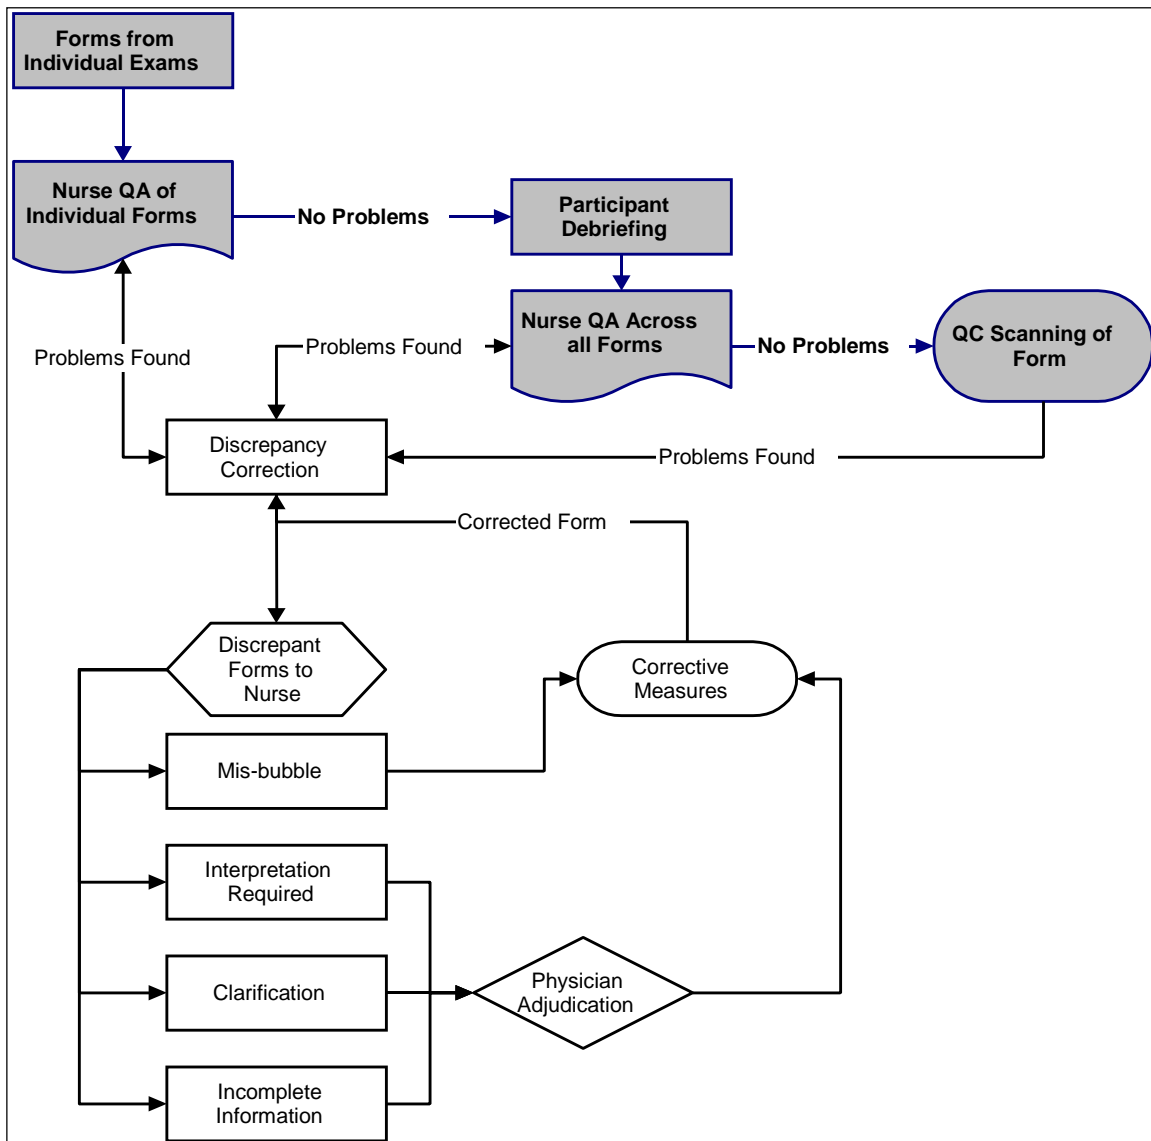 Forms from
Individual Exams
Nurse QA of
Individual Forms
No Problems
Participant
Debriefing
Nurse QA Across
all Forms
No Problems
QC Scanning of
Form
Problems Found
Problems Found
Discrepancy
Correction
Problems Found
Corrected Form
Discrepant
Forms to
Nurse
Corrective
Measures
Mis-bubble
Interpretation
Required
Clarification
Physician
Adjudication
Incomplete
Information